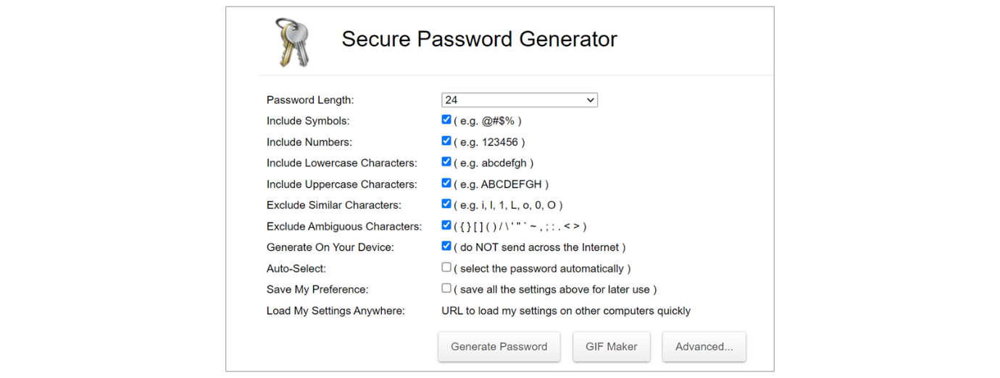 Secure Password Generator
Password Length: 24
Include Symbols: ( e.g. @#$% )
Include Numbers: ( e.g. 123456 )
Include Lowercase Characters: ( e.g. abcdefgh )
Include Uppercase Characters: ( e.g. ABCDEFGH )
Exclude Similar Characters: ( e.g. i, l, 1, L, o, 0, O )
Exclude Ambiguous Characters: ( { } [ ] ( ) / \ ' " ` ~ , ; : . < > )
Generate On Your Device: ( do NOT send across the Internet )
Auto-Select: ( select the password automatically )
Save My Preference: ( save all the settings above for later use )
Load My Settings Anywhere: URL to load my settings on other computers quickly
Generate Password GIF Maker Advanced...